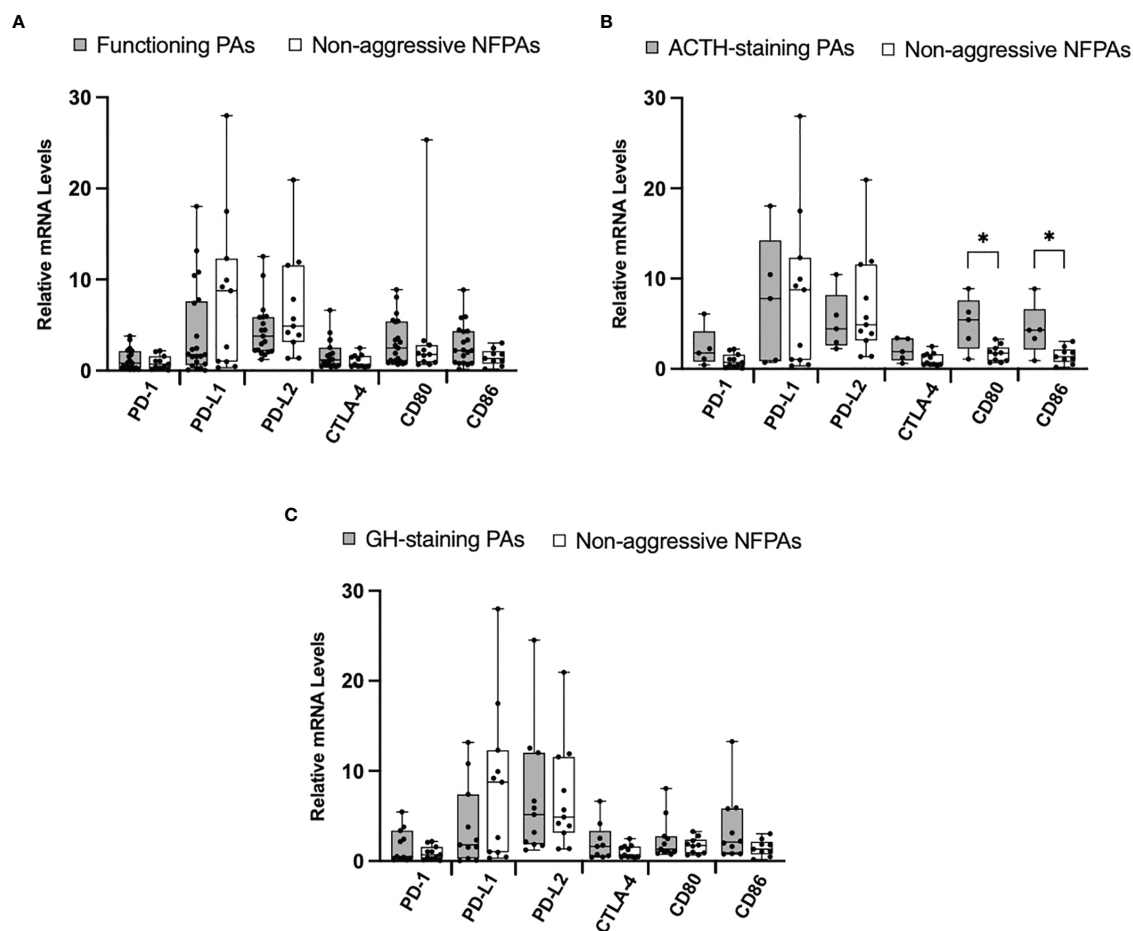 A
Functioning PAs Non-aggressive NFPAs
Relative mRNA Levels
30
20
10
0
PD-1 PD-L1 PD-L2 CTLA-4 CD80 CD86
B
ACTH-staining PAs Non-aggressive NFPAs
Relative mRNA Levels
30
20
10
0
* *
PD-1 PD-L1 PD-L2 CTLA-4 CD80 CD86
C
GH-staining PAs Non-aggressive NFPAs
Relative mRNA Levels
30
20
10
0
PD-1 PD-L1 PD-L2 CTLA-4 CD80 CD86